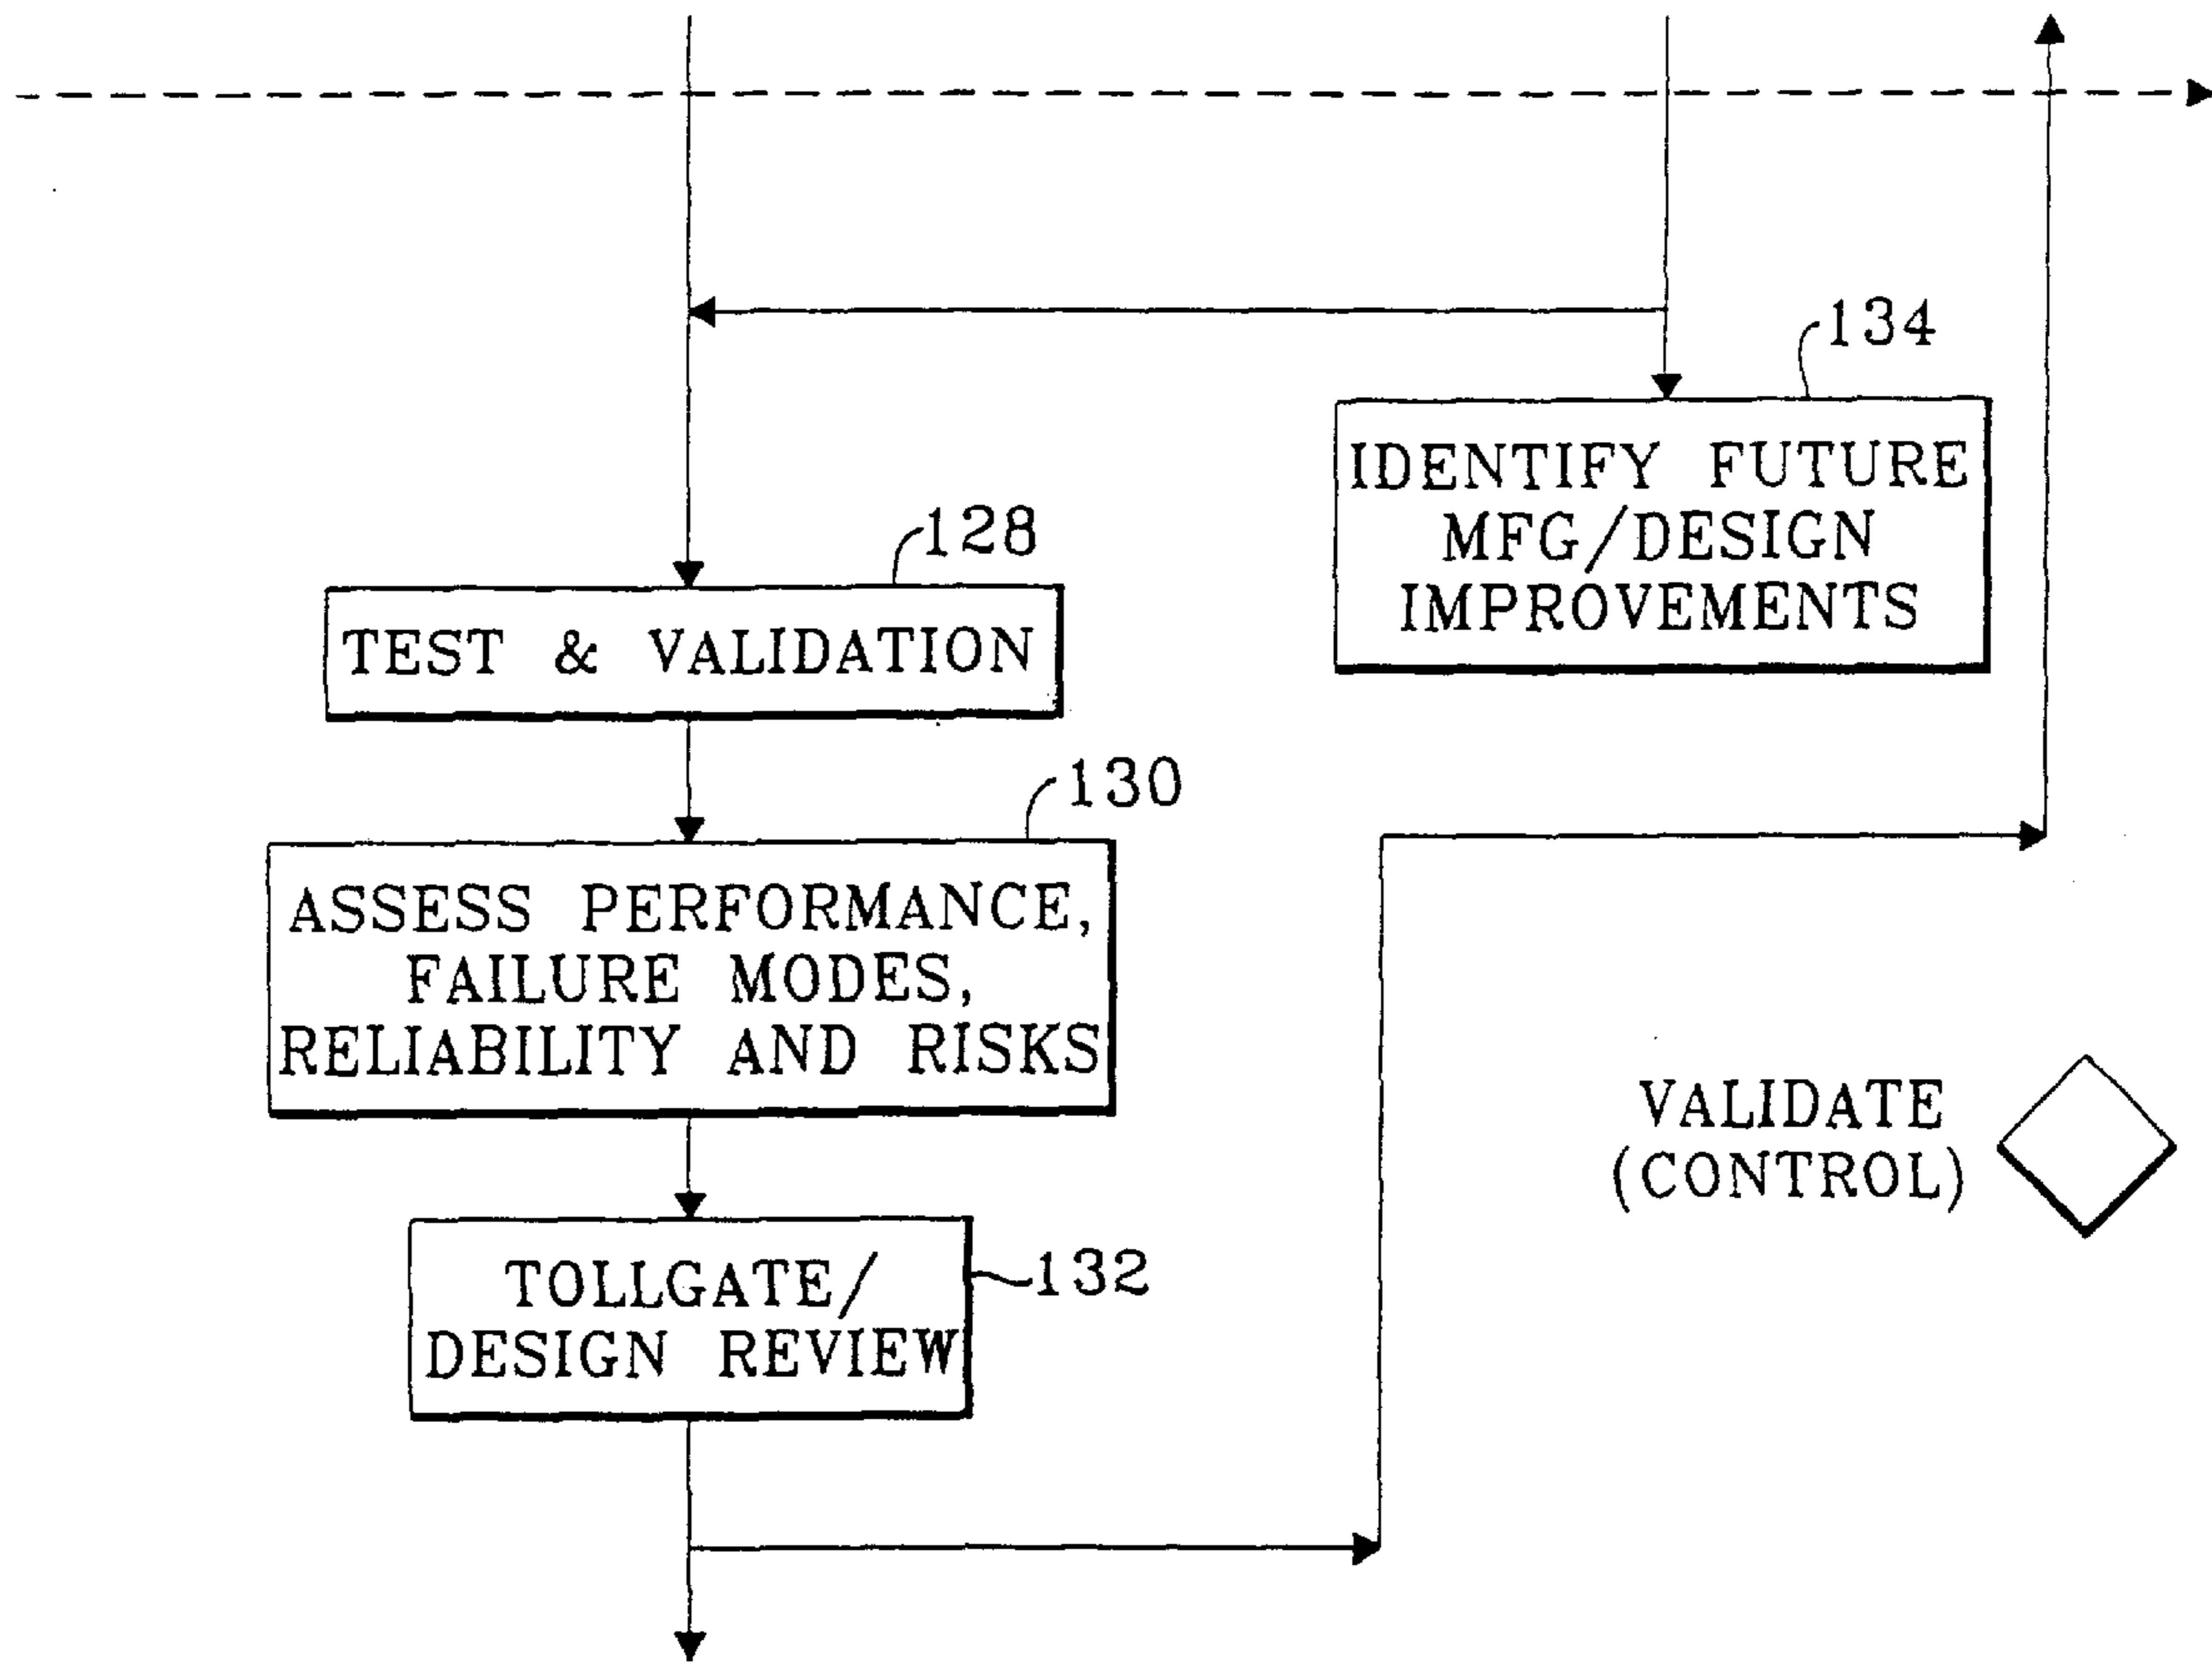 134
IDENTIFY FUTURE
MFG/DESIGN
IMPROVEMENTS
128
TEST & VALIDATION
130
ASSESS PERFORMANCE,
FAILURE MODES,
RELIABILITY AND RISKS
VALIDATE
(CONTROL)
132
TOLLGATE/
DESIGN REVIEW